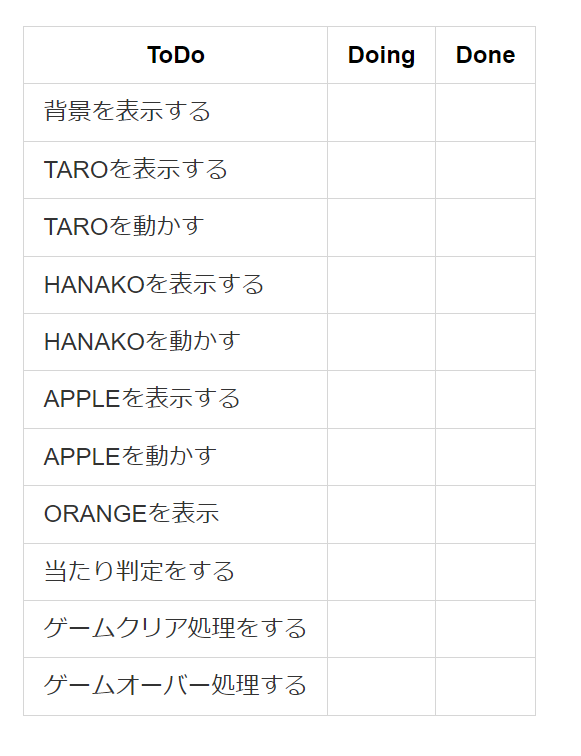 ToDo Doing Done
背景を表示する
TAROを表示する
TAROを動かす
HANAKOを表示する
HANAKOを動かす
APPLEを表示する
APPLEを動かす
ORANGEを表示
当たり判定をする
ゲームクリア処理をする
ゲームオーバー処理する